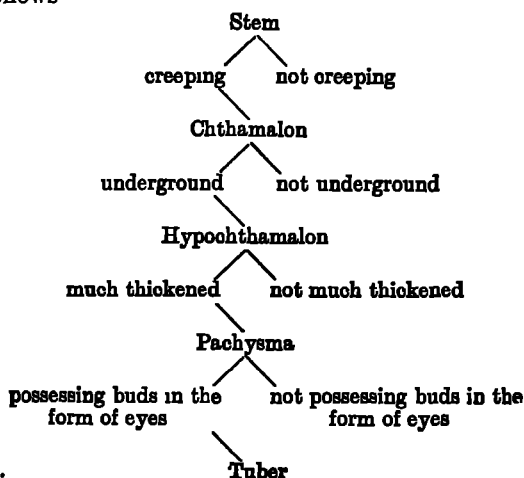 Stem
creeping not creeping
Chthamalon
underground not underground
Hypochthamalon
much thickened not much thickened
Pachysma
possessing buds in the not possessing buds in the
form of eyes form of eyes
Tuber